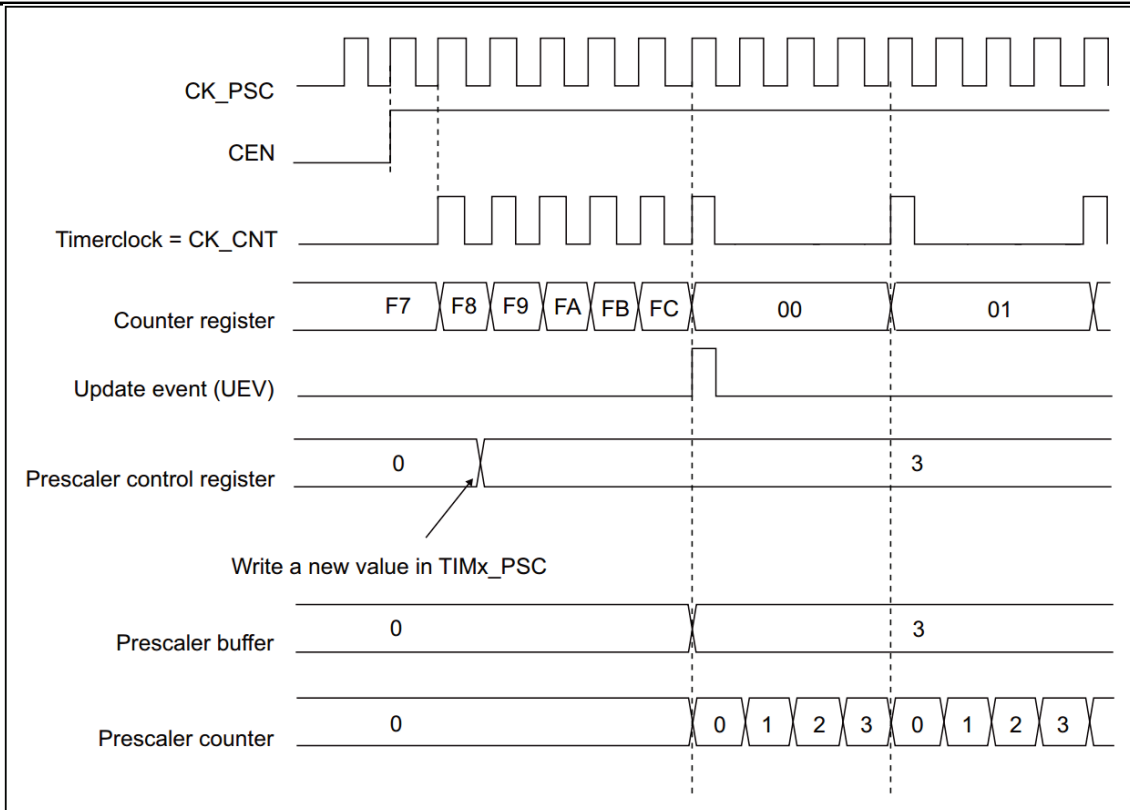 CK_PSC
CEN
Timerclock = CK_CNT
Counter register F7 F8 F9 FA FB FC 00 01
Update event (UEV)
Prescaler control register 0 3
Write a new value in TIMx_PSC
Prescaler buffer 0 3
Prescaler counter 0 0 1 2 3 0 1 2 3